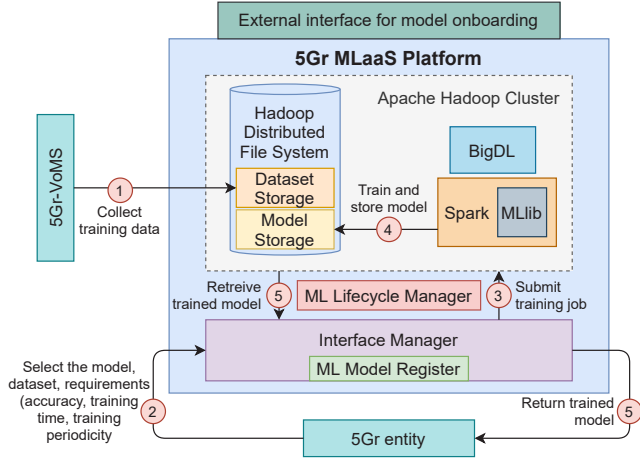 External interface for model onboarding
5Gr MLaaS Platform
Apache Hadoop Cluster
Hadoop
Distributed
File System
Dataset
Storage
Model
Storage
BigDL
Spark
MLlib
Train and
store model
4
5Gr-VoMS
1
Collect
training data
Retreive
trained model
5
ML Lifecycle Manager
3
Submit
training job
Interface Manager
ML Model Register
Select the model,
dataset, requirements
(accuracy, training
time, training
periodicity
2
5Gr entity
Return trained
model
5